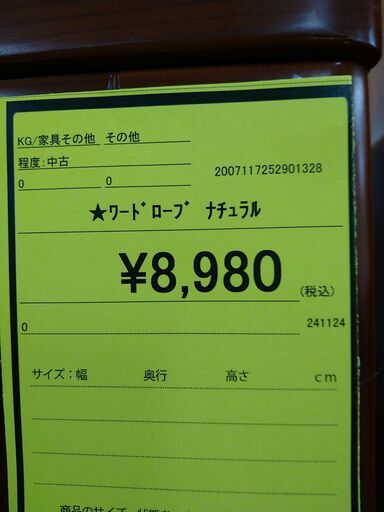 KG/家具その他 その他
程度:中古
0 0
2007117252901328
★ﾜｰﾄﾞﾛｰﾌﾞ ﾅﾁｭﾗﾙ
¥8,980 (税込)
0 241124
サイズ:幅 奥行 高さ cm
商品のサイズ、状態